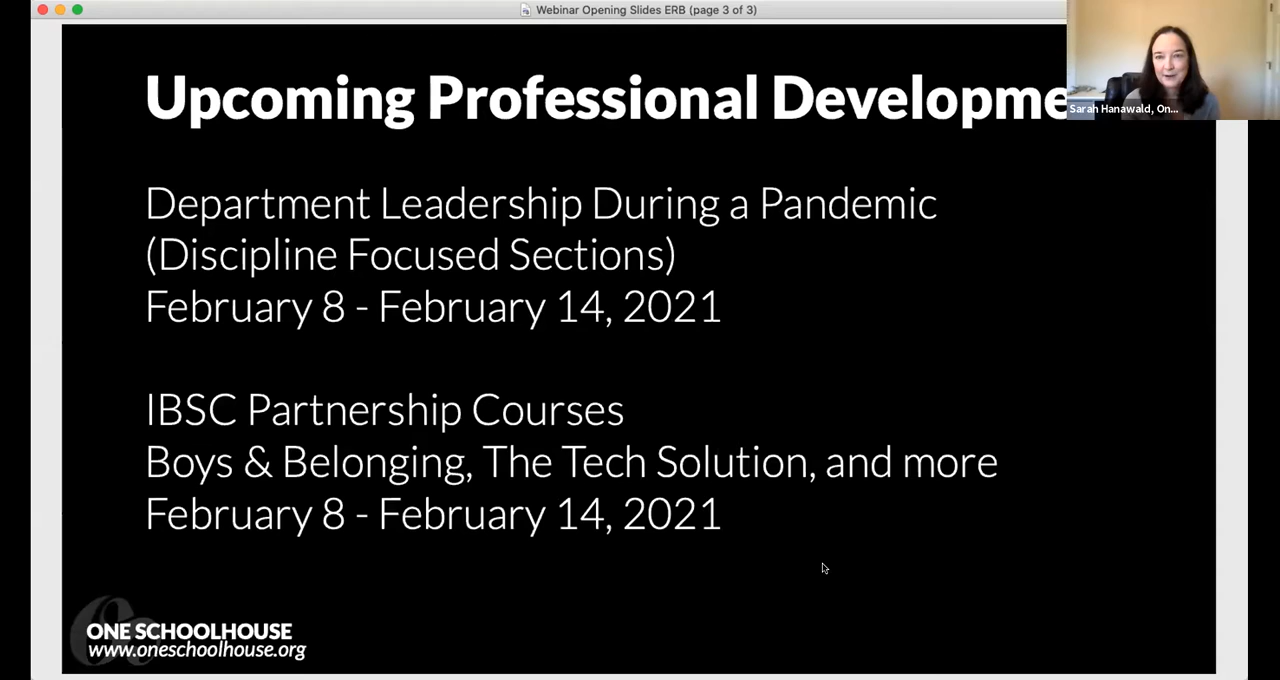 Webinar Opening Slides ERB (page 3 of 3)
Upcoming Professional Developme
Sarah Hanawald, On...
Department Leadership During a Pandemic
(Discipline Focused Sections)
February 8 - February 14, 2021
IBSC Partnership Courses
Boys & Belonging, The Tech Solution, and more
February 8 - February 14, 2021
ONE SCHOOLHOUSE
www.oneschoolhouse.org